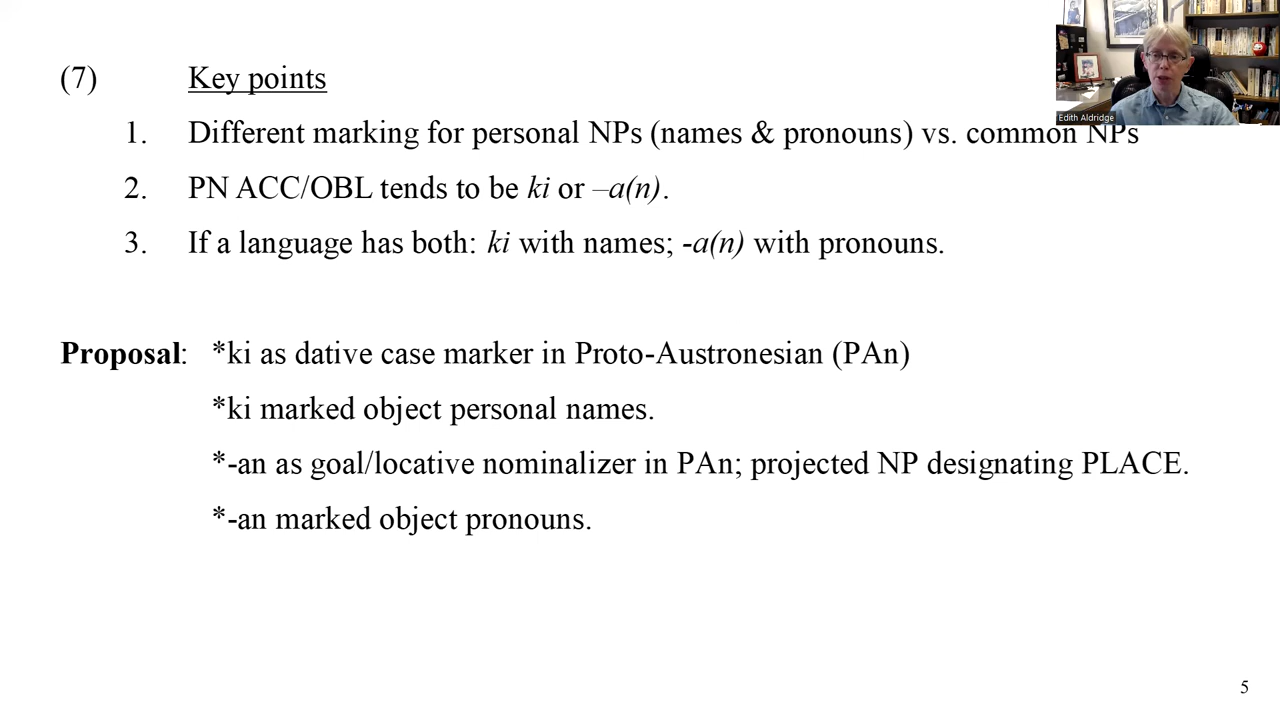 (7) Key points
1. Different marking for personal NPs (names & pronouns) vs. common NPs
2. PN ACC/OBL tends to be ki or –a(n).
3. If a language has both: ki with names; -a(n) with pronouns.
Proposal: *ki as dative case marker in Proto-Austronesian (PAn)
*ki marked object personal names.
*-an as goal/locative nominalizer in PAn; projected NP designating PLACE.
*-an marked object pronouns.
Edith Aldridge
5